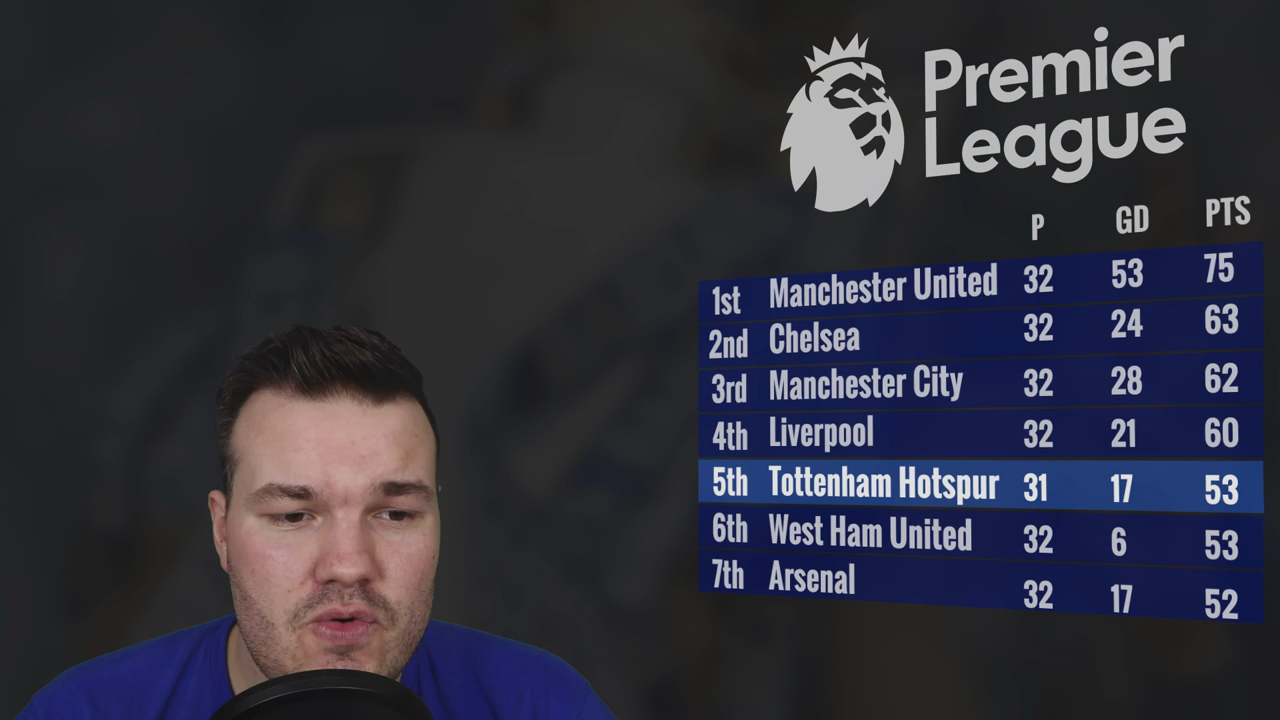 Premier
League
P GD PTS
1st Manchester United 32 53 75
2nd Chelsea 32 24 63
3rd Manchester City 32 28 62
4th Liverpool 32 21 60
5th Tottenham Hotspur 31 17 53
6th West Ham United 32 6 53
7th Arsenal 32 17 52